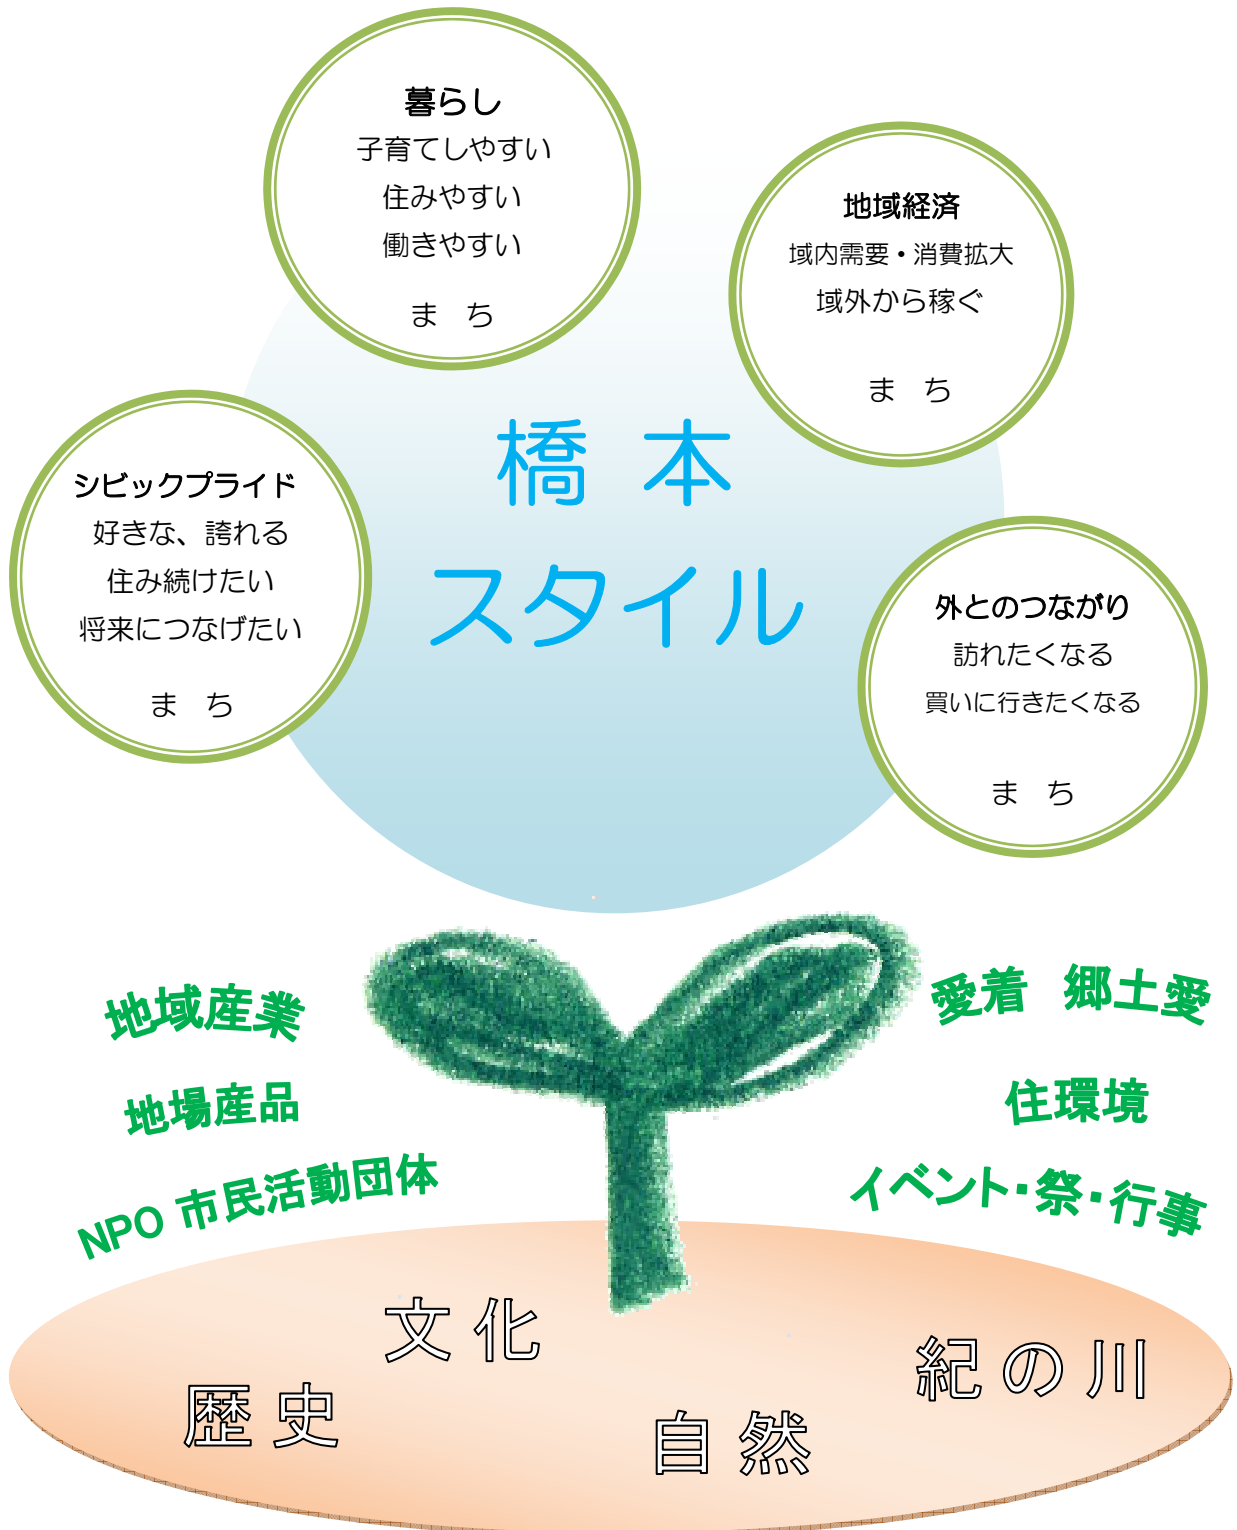 暮らし
子育てしやすい
住みやすい
働きやすい
まち
地域経済
域内需要・消費拡大
域外から稼ぐ
まち
橋本
スタイル
シビックプライド
好きな、誇れる
住み続けたい
将来につなげたい
まち
外とのつながり
訪れたくなる
買いに行きたくなる
まち
地域産業
地場産品
NPO 市民活動団体
愛着 郷土愛
住環境
イベント・祭・行事
文化
歴史
自然
紀の川